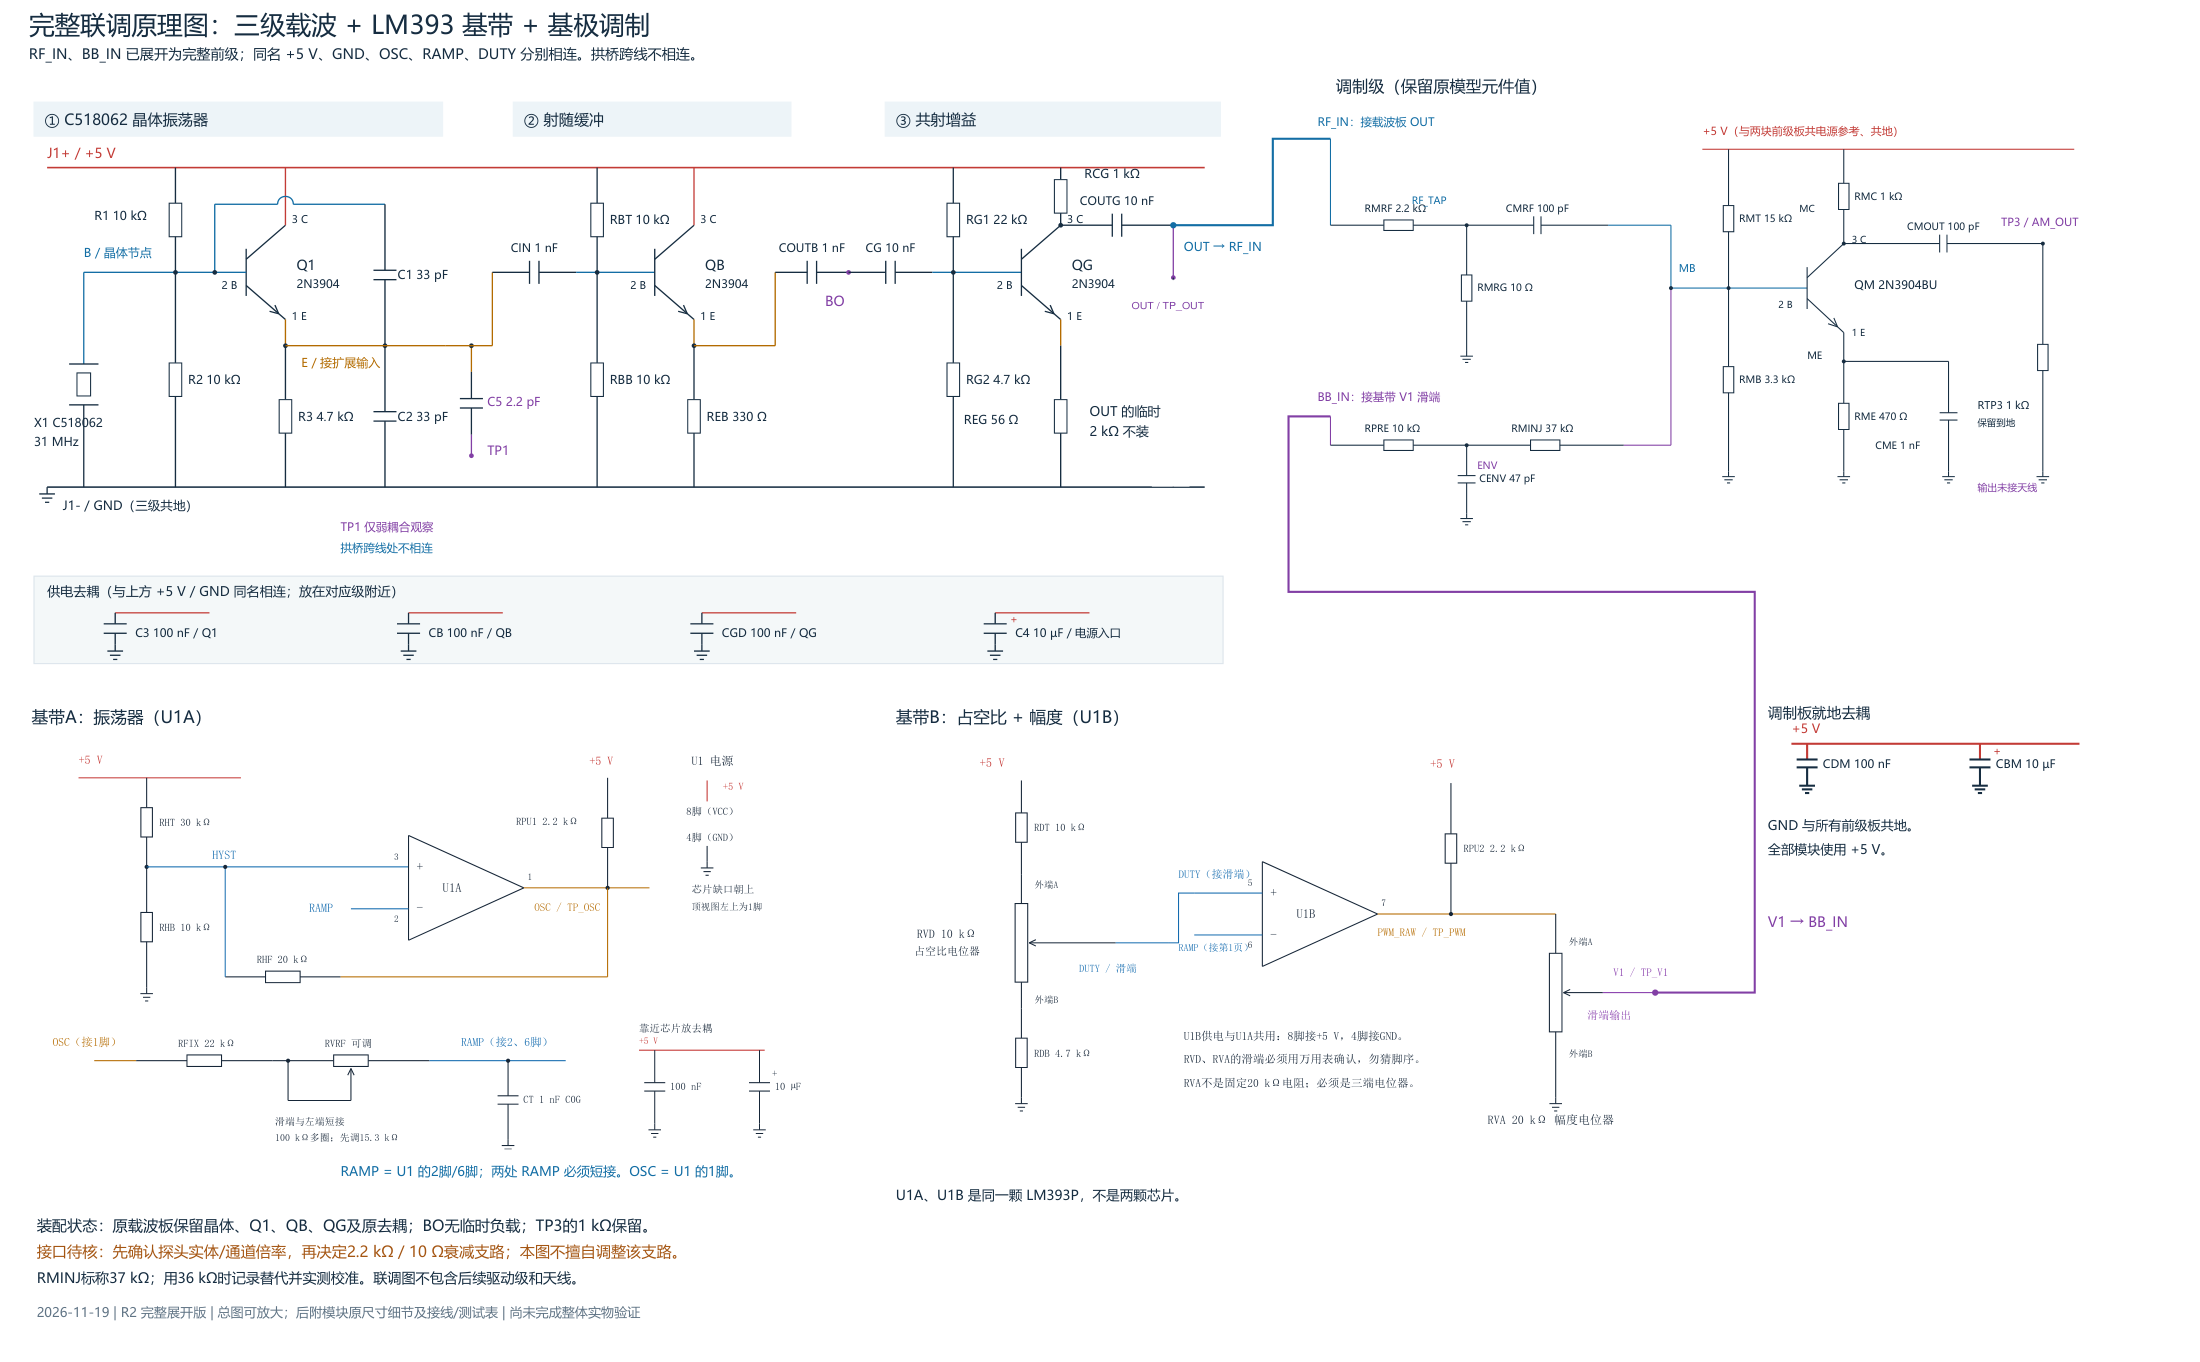 完整联调原理图：三级载波 + LM393 基带 + 基极调制
RF_IN、BB_IN 已展开为完整前级；同名 +5 V、GND、OSC、RAMP、DUTY 分别相连。拱桥跨线不相连。
① C518062 晶体振荡器
② 射随缓冲
③ 共射增益
J1+ / +5 V
R1 10 kΩ
B / 晶体节点
3 C
Q1
2N3904
2 B
1 E
C1 33 pF
E / 接扩展输入
R2 10 kΩ
R3 4.7 kΩ
C2 33 pF
X1 C518062
31 MHz
C5 2.2 pF
TP1
J1- / GND（三级共地）
TP1 仅弱耦合观察
拱桥跨线处不相连
CIN 1 nF
RBT 10 kΩ
3 C
QB
2N3904
2 B
1 E
RBB 10 kΩ
REB 330 Ω
COUTB 1 nF
BO
CG 10 nF
RG1 22 kΩ
RCG 1 kΩ
COUTG 10 nF
3 C
QG
2N3904
2 B
1 E
RG2 4.7 kΩ
REG 56 Ω
OUT 的临时
2 kΩ 不装
OUT → RF_IN
OUT / TP_OUT
调制级（保留原模型元件值）
RF_IN：接载波板 OUT
+5 V（与两块前级板共电源参考、共地）
RF_TAP
RMRF 2.2 kΩ
CMRF 100 pF
RMRG 10 Ω
MB
RMT 15 kΩ
MC
RMC 1 kΩ
3 C
CMOUT 100 pF
TP3 / AM_OUT
QM 2N3904BU
2 B
1 E
ME
RMB 3.3 kΩ
RME 470 Ω
CME 1 nF
RTP3 1 kΩ
保留到地
输出未接天线
BB_IN：接基带 V1 滑端
RPRE 10 kΩ
RMINJ 37 kΩ
ENV
CENV 47 pF
供电去耦（与上方 +5 V / GND 同名相连；放在对应级附近）
C3 100 nF / Q1
CB 100 nF / QB
CGD 100 nF / QG
+
C4 10 µF / 电源入口
基带A：振荡器（U1A）
+5 V
RHT 30 kΩ
HYST
RHB 10 kΩ
RAMP
3
+
U1A
−
2
1
+5 V
RPU1 2.2 kΩ
OSC / TP_OSC
RHF 20 kΩ
U1 电源
+5 V
8脚（VCC）
4脚（GND）
芯片缺口朝上
顶视图左上为1脚
OSC（接1脚）
RFIX 22 kΩ
RVRF 可调
RAMP（接2、6脚）
滑端与左端短接
100 kΩ多圈；先调15.3 kΩ
CT 1 nF C0G
靠近芯片放去耦
+5 V
100 nF
+
10 µF
RAMP = U1 的2脚/6脚；两处 RAMP 必须短接。OSC = U1 的1脚。
基带B：占空比 + 幅度（U1B）
+5 V
RDT 10 kΩ
外端A
RVD 10 kΩ
占空比电位器
DUTY / 滑端
外端B
RDB 4.7 kΩ
DUTY（接滑端）
5
+
U1B
−
RAMP（接第1页）
6
7
+5 V
RPU2 2.2 kΩ
PWM_RAW / TP_PWM
外端A
V1 / TP_V1
滑端输出
外端B
RVA 20 kΩ 幅度电位器
U1B供电与U1A共用：8脚接+5 V，4脚接GND。
RVD、RVA的滑端必须用万用表确认，勿猜脚序。
RVA不是固定20 kΩ电阻；必须是三端电位器。
U1A、U1B 是同一颗 LM393P，不是两颗芯片。
调制板就地去耦
+5 V
CDM 100 nF
+
CBM 10 µF
GND 与所有前级板共地。
全部模块使用 +5 V。
V1 → BB_IN
装配状态：原载波板保留晶体、Q1、QB、QG及原去耦；BO无临时负载；TP3的1 kΩ保留。
接口待核：先确认探头实体/通道倍率，再决定2.2 kΩ / 10 Ω衰减支路；本图不擅自调整该支路。
RMINJ标称37 kΩ；用36 kΩ时记录替代并实测校准。联调图不包含后续驱动级和天线。
2026-11-19 | R2 完整展开版 | 总图可放大；后附模块原尺寸细节及接线/测试表 | 尚未完成整体实物验证